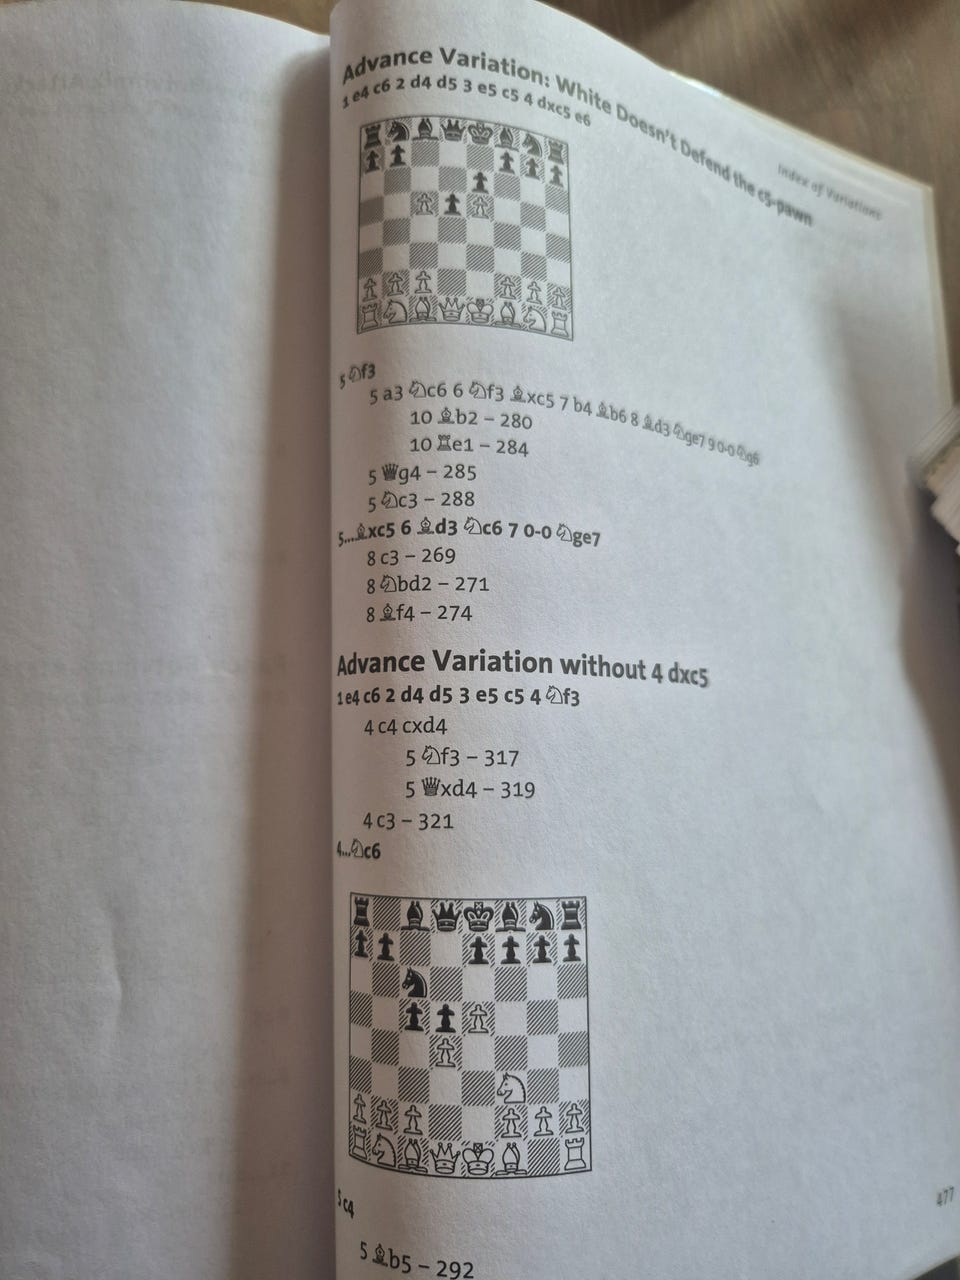 Index of Variations
Advance Variation: White Doesn't Defend the c5-pawn
1 e4 c6 2 d4 d5 3 e5 c5 4 dxc5 e6
5 ♘f3
5 a3 ♘c6 6 ♘f3 ♗xc5 7 b4 ♗b6 8 ♗d3 ♘ge7 9 0-0 ♘g6
10 ♗b2 – 280
10 ♖e1 – 284
5 ♕g4 – 285
5 ♘c3 – 288
5...♗xc5 6 ♗d3 ♘c6 7 0-0 ♘ge7
8 c3 – 269
8 ♘bd2 – 271
8 ♗f4 – 274
Advance Variation without 4 dxc5
1 e4 c6 2 d4 d5 3 e5 c5 4 ♘f3
4 c4 cxd4
5 ♘f3 – 317
5 ♕xd4 – 319
4 c3 – 321
4...♘c6
5 c4
5 ♗b5 – 292
477